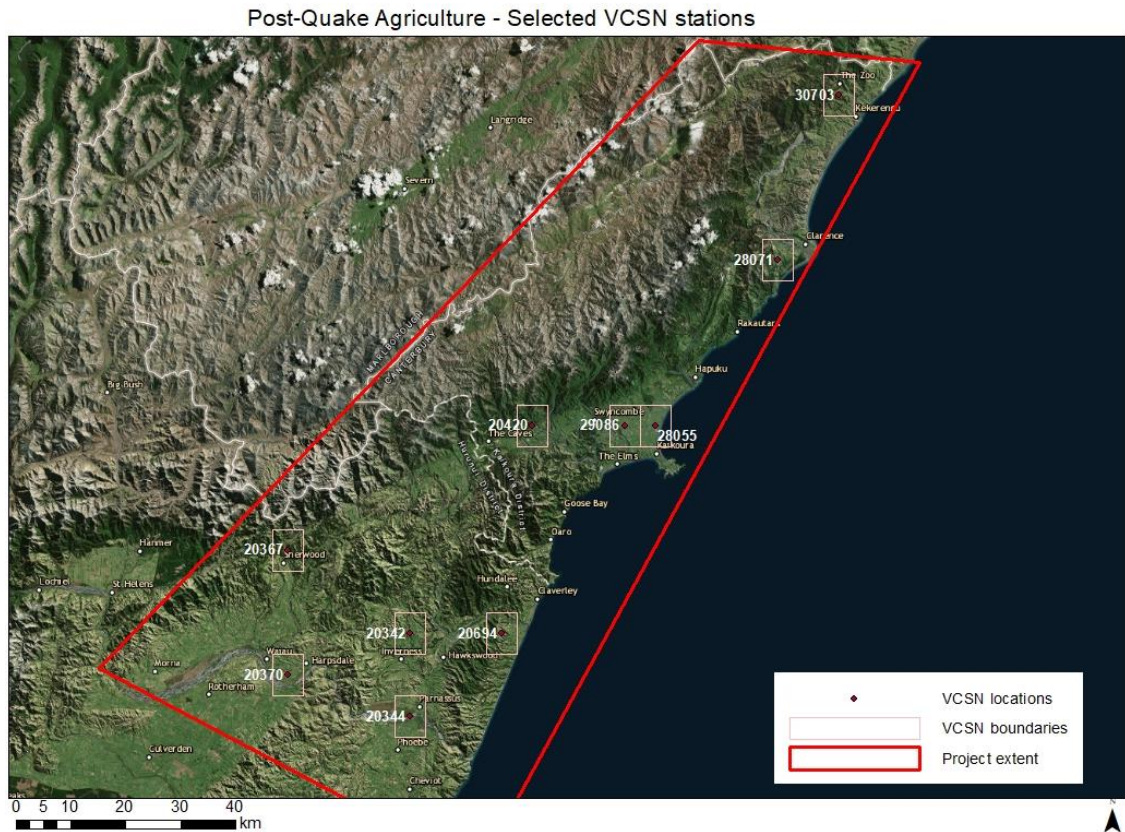 Post-Quake Agriculture - Selected VCSN stations
The Zoo
30703
Kekerengu
Langridge
Severn
Clarence
28071
MARLBOROUGH
CANTERBURY
Rakautara
Hapuku
Big Bush
Swyncombe
20420
29086
28055
The Caves
Kaikoura
The Elms
Hurunui District
Kaikoura District
Goose Bay
Oaro
Hanmer
20367
Sherwood
Lochiel
St Helens
Hundalee
Claverley
20342
20694
Inverness
Hawkswood
Waiau
Harpsdale
Morna
20370
Rotherham
Parnassus
20344
Phoebe
Culverden
Cheviot
VCSN locations
VCSN boundaries
Project extent
0 5 10 20 30 40
km
N